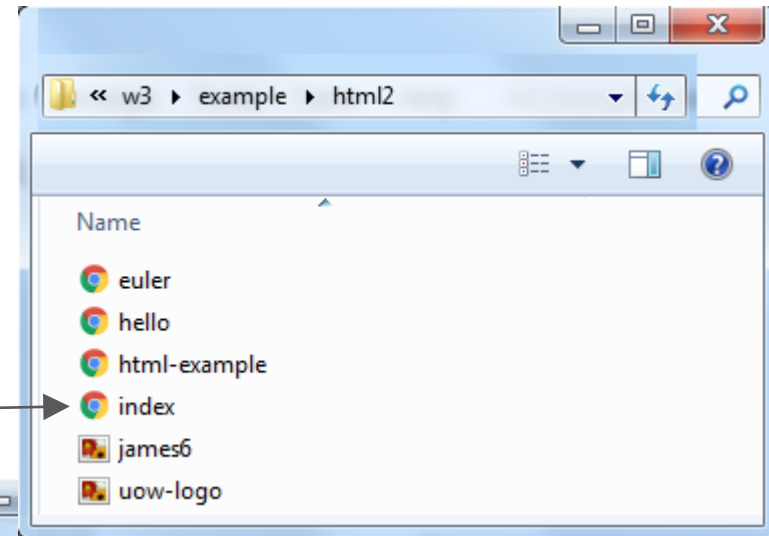 « w3 ▸ example ▸ html2
Name
euler
hello
html-example
index
james6
uow-logo